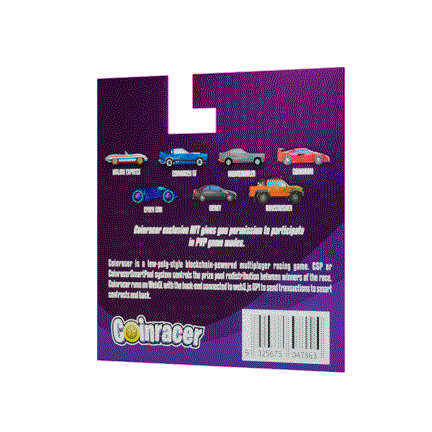 Coinracer exclusive NFT gives you permission to participate
in PVP game modes.
Coinracer is a low-poly-style blockchain-powered multiplayer racing game. CSP or
CoinracerSmartPool system controls the prize pool redistribution between winners of the race.
Coinracer runs on WebGL with the back-end connected to web3.js API to send transactions to smart
contracts and back.
Coinracer